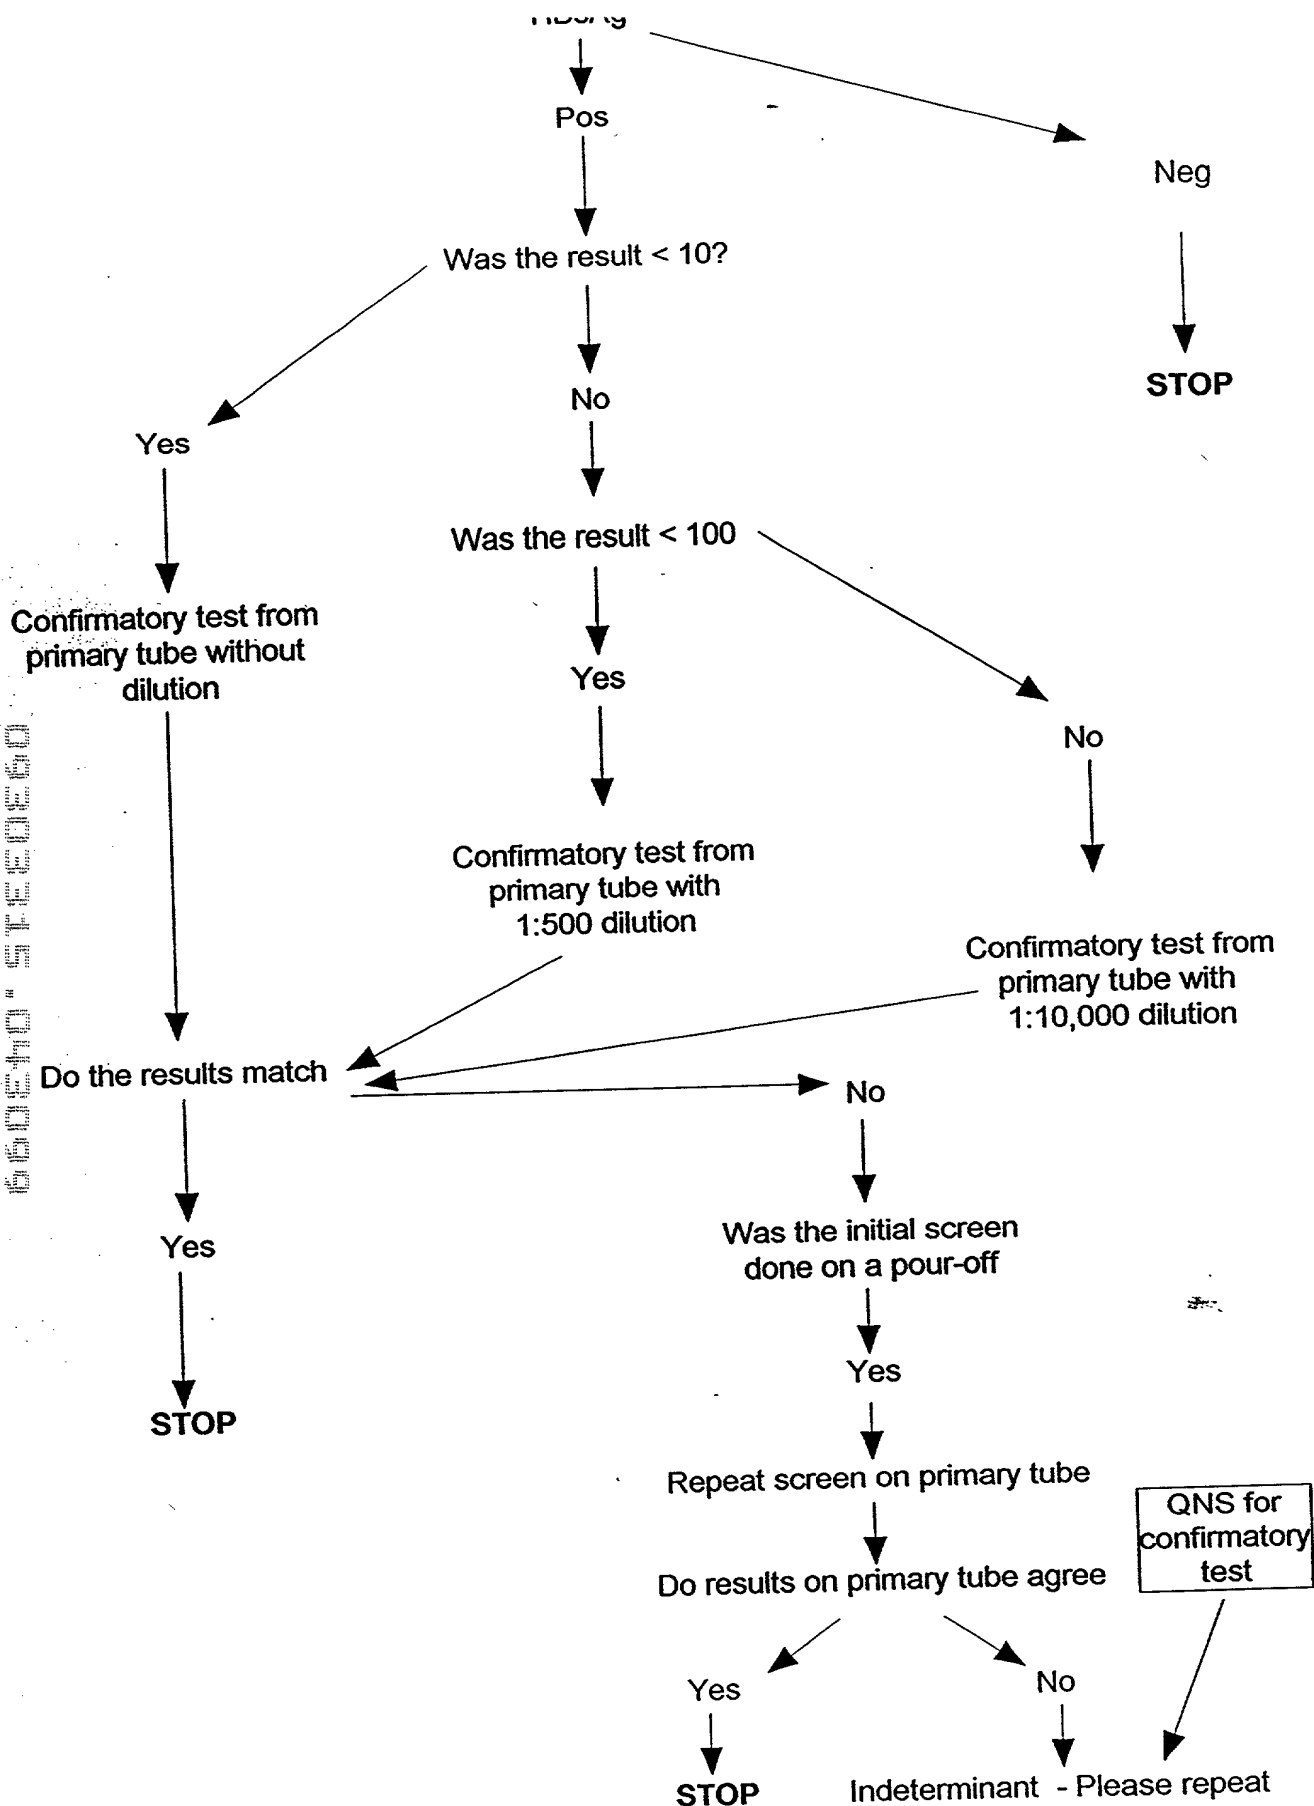 Pos
Neg
Was the result < 10?
STOP
No
Yes
Was the result < 100
Confirmatory test from
primary tube without
dilution
Yes
No
Confirmatory test from
primary tube with
1:500 dilution
Confirmatory test from
primary tube with
1:10,000 dilution
Do the results match
No
Was the initial screen
done on a pour-off
Yes
Yes
STOP
Repeat screen on primary tube
QNS for
confirmatory
test
Do results on primary tube agree
Yes
No
STOP
Indeterminant - Please repeat